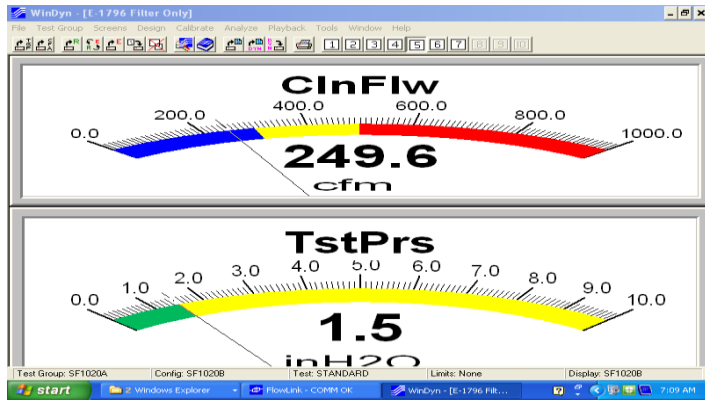 WinDyn - [E-1796 Filter Only]
File Test Group Screens Design Calibrate Analyze Playback Tools Window Help
1 2 3 4 5 6 7 8 9 10
ClnFlw
0.0 200.0 400.0 600.0 800.0 1000.0
249.6
cfm
TstPrs
0.0 1.0 2.0 3.0 4.0 5.0 6.0 7.0 8.0 9.0 10.0
1.5
inH2O
Test Group: SF1020A Config: SF1020B Test: STANDARD Limits: None Display: SF1020B
start 2 Windows Explorer FlowLink - COMM OK WinDyn - [E-1796 Filt... 7:09 AM